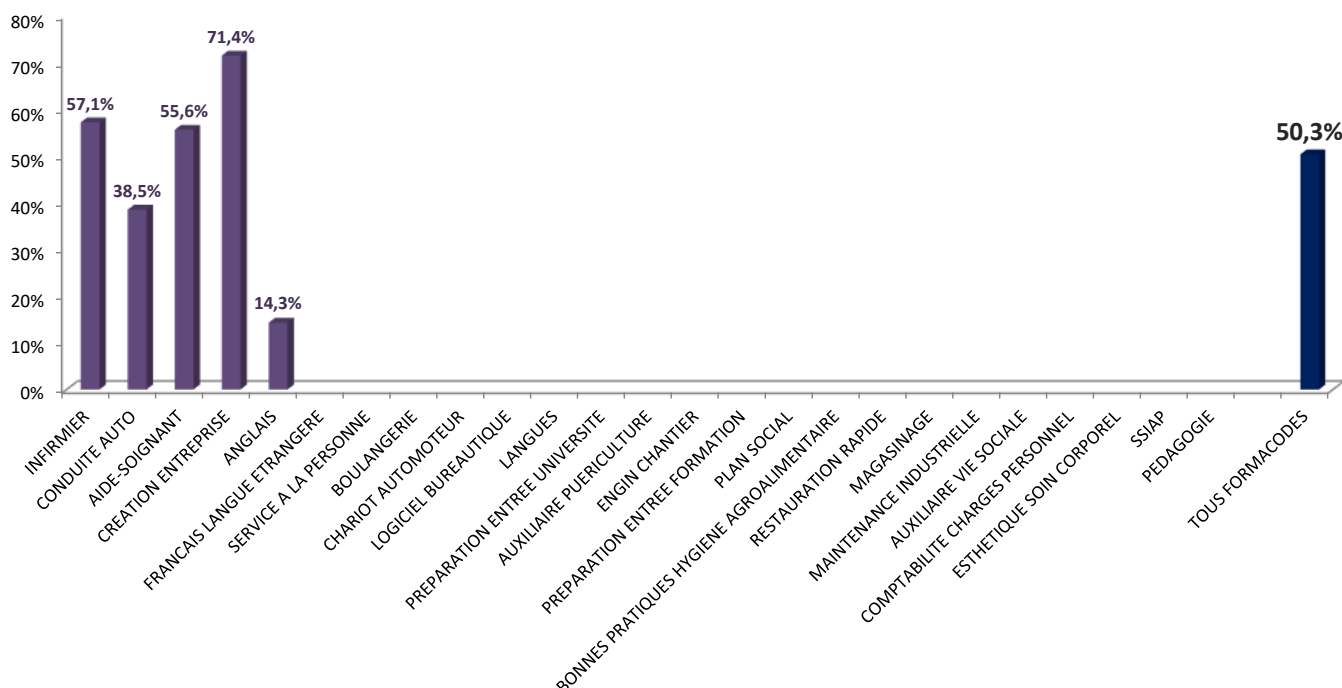 80%
70%
60%
50%
40%
30%
20%
10%
0%
57,1%
38,5%
55,6%
71,4%
14,3%
50,3%
INFIRMIER
CONDUITE AUTO
AIDE-SOIGNANT
CREATION ENTREPRISE
ANGLAIS
FRANCAIS LANGUE ETRANGERE
SERVICE A LA PERSONNE
BOULANGERIE
CHARIOT AUTOMOTEUR
LOGICIEL BUREAUTIQUE
LANGUES
PREPARATION ENTREE UNIVERSITE
AUXILIAIRE PUERICULTURE
ENGIN CHANTIER
PREPARATION ENTREE FORMATION
PLAN SOCIAL
BONNES PRATIQUES HYGIENE AGROALIMENTAIRE
RESTAURATION RAPIDE
MAGASINAGE
MAINTENANCE INDUSTRIELLE
AUXILIAIRE VIE SOCIALE
COMPTABILITE CHARGES PERSONNEL
ESTHETIQUE SOIN CORPOREL
SSIAP
PEDAGOGIE
TOUS FORMACODES